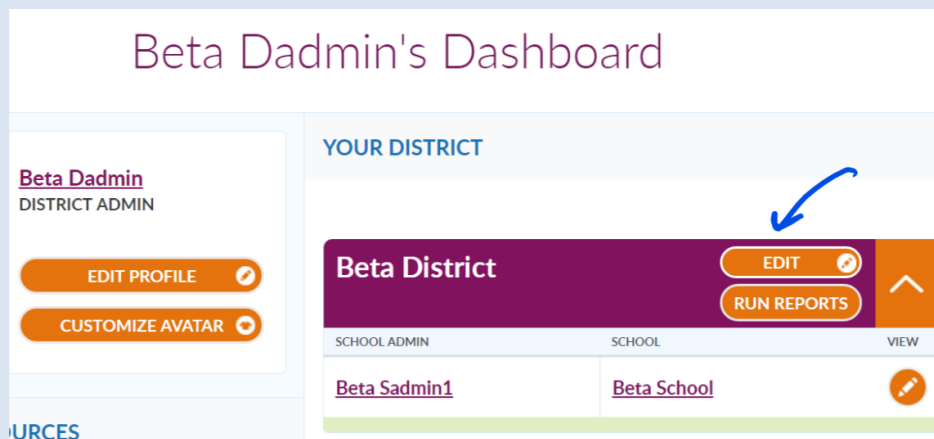 Beta Dadmin's Dashboard
Beta Dadmin
DISTRICT ADMIN
EDIT PROFILE
CUSTOMIZE AVATAR
OURCES
YOUR DISTRICT
Beta District
EDIT
RUN REPORTS
SCHOOL ADMIN SCHOOL VIEW
Beta Sadmin1 Beta School